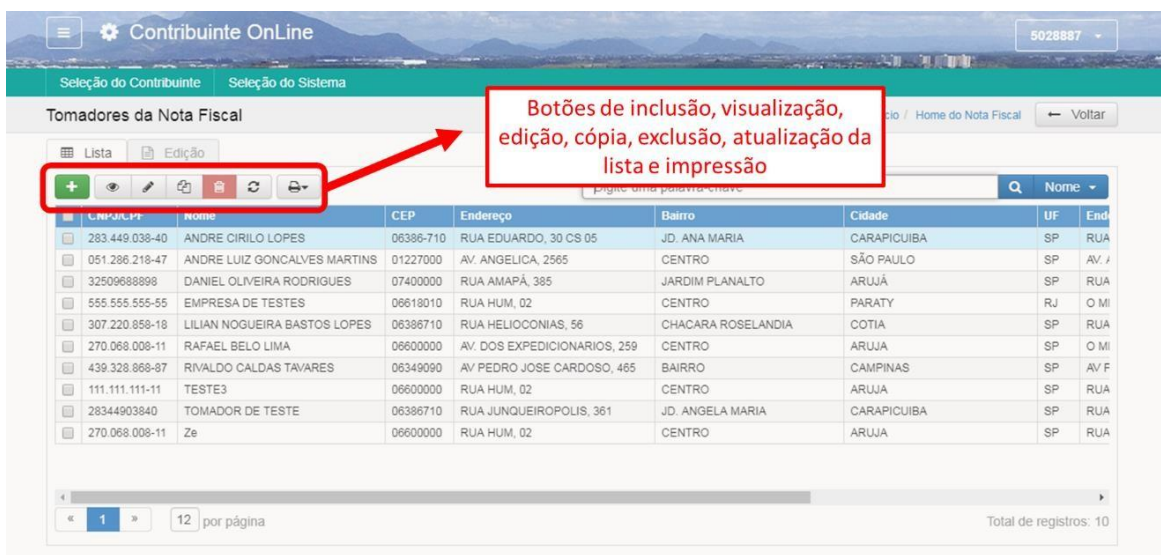 Contribuinte OnLine
5028887
Seleção do Contribuinte Seleção do Sistema
Tomadores da Nota Fiscal
Botões de inclusão, visualização,
edição, cópia, exclusão, atualização da
lista e impressão
/ Home do Nota Fiscal
← Voltar
Lista Edição
Digite uma palavra-chave
Nome
CNPJ/CPF Nome CEP Endereço Bairro Cidade UF
283.449.038-40 ANDRE CIRILO LOPES 06386-710 RUA EDUARDO, 30 CS 05 JD. ANA MARIA CARAPICUIBA SP RUA
051.286.218-47 ANDRE LUIZ GONCALVES MARTINS 01227000 AV. ANGELICA, 2565 CENTRO SÃO PAULO SP AV.
32509688898 DANIEL OLIVEIRA RODRIGUES 07400000 RUA AMAPÁ, 385 JARDIM PLANALTO ARUJÁ SP RUA
555.555.555-55 EMPRESA DE TESTES 06618010 RUA HUM, 02 CENTRO PARATY RJ O
307.220.858-18 LILIAN NOGUEIRA BASTOS LOPES 06386710 RUA HELIOCONIAS, 56 CHACARA ROSELANDIA COTIA SP RUA
270.068.008-11 RAFAEL BELO LIMA 06600000 AV. DOS EXPEDICIONARIOS, 259 CENTRO ARUJA SP O
439.328.868-87 RIVALDO CALDAS TAVARES 06349090 AV PEDRO JOSE CARDOSO, 465 BAIRRO CAMPINAS SP AV
111.111.111-11 TESTE3 06600000 RUA HUM, 02 CENTRO ARUJA SP RUA
28344903840 TOMADOR DE TESTE 06386710 RUA JUNQUEIROPOLIS, 361 JD. ANGELA MARIA CARAPICUIBA SP RUA
270.068.008-11 Ze 06600000 RUA HUM, 02 CENTRO ARUJA SP RUA
« 1 » 12 por página
Total de registros: 10